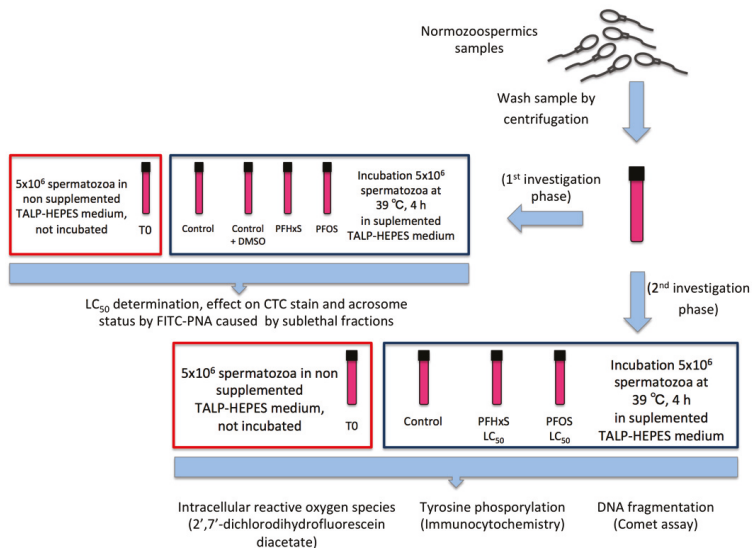 Normozoospermics
samples
Wash sample by
centrifugation
(1st investigation
phase)
5x10⁶ spermatozoa in
non supplemented
TALP-HEPES medium,
not incubated
T0
Control
Control
+ DMSO
PFHxS
PFOS
Incubation 5x10⁶
spermatozoa at
39 °C, 4 h
in suplemented
TALP-HEPES medium
LC₅₀ determination, effect on CTC stain and acrosome
status by FITC-PNA caused by sublethal fractions
(2nd investigation
phase)
5x10⁶ spermatozoa in non
supplemented
TALP-HEPES medium,
not incubated
T0
Control
PFHxS
LC₅₀
PFOS
LC₅₀
Incubation 5x10⁶
spermatozoa at
39 °C, 4 h
in suplemented
TALP-HEPES medium
Intracellular reactive oxygen species
(2’,7’-dichlorodihydrofluorescein
diacetate)
Tyrosine phosporylation
(Immunocytochemistry)
DNA fragmentation
(Comet assay)